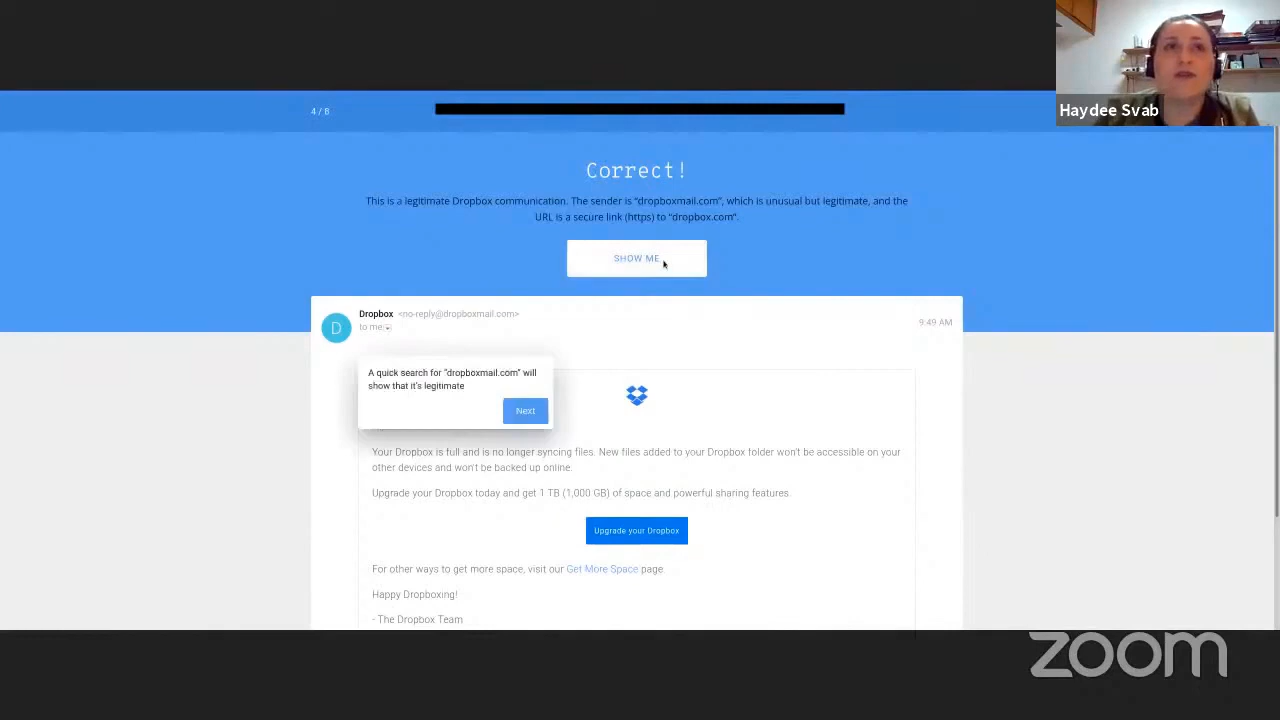 Haydee Svab
4 / 8
Correct!
This is a legitimate Dropbox communication. The sender is “dropboxmail.com”, which is unusual but legitimate, and the
URL is a secure link (https) to “dropbox.com”.
SHOW ME
D
Dropbox <no-reply@dropboxmail.com>
to me
9:49 AM
A quick search for “dropboxmail.com” will
show that it's legitimate
Next
Your Dropbox is full and is no longer syncing files. New files added to your Dropbox folder won't be accessible on your
other devices and won't be backed up online.
Upgrade your Dropbox today and get 1 TB (1,000 GB) of space and powerful sharing features.
Upgrade your Dropbox
For other ways to get more space, visit our Get More Space page.
Happy Dropboxing!
- The Dropbox Team
zoom